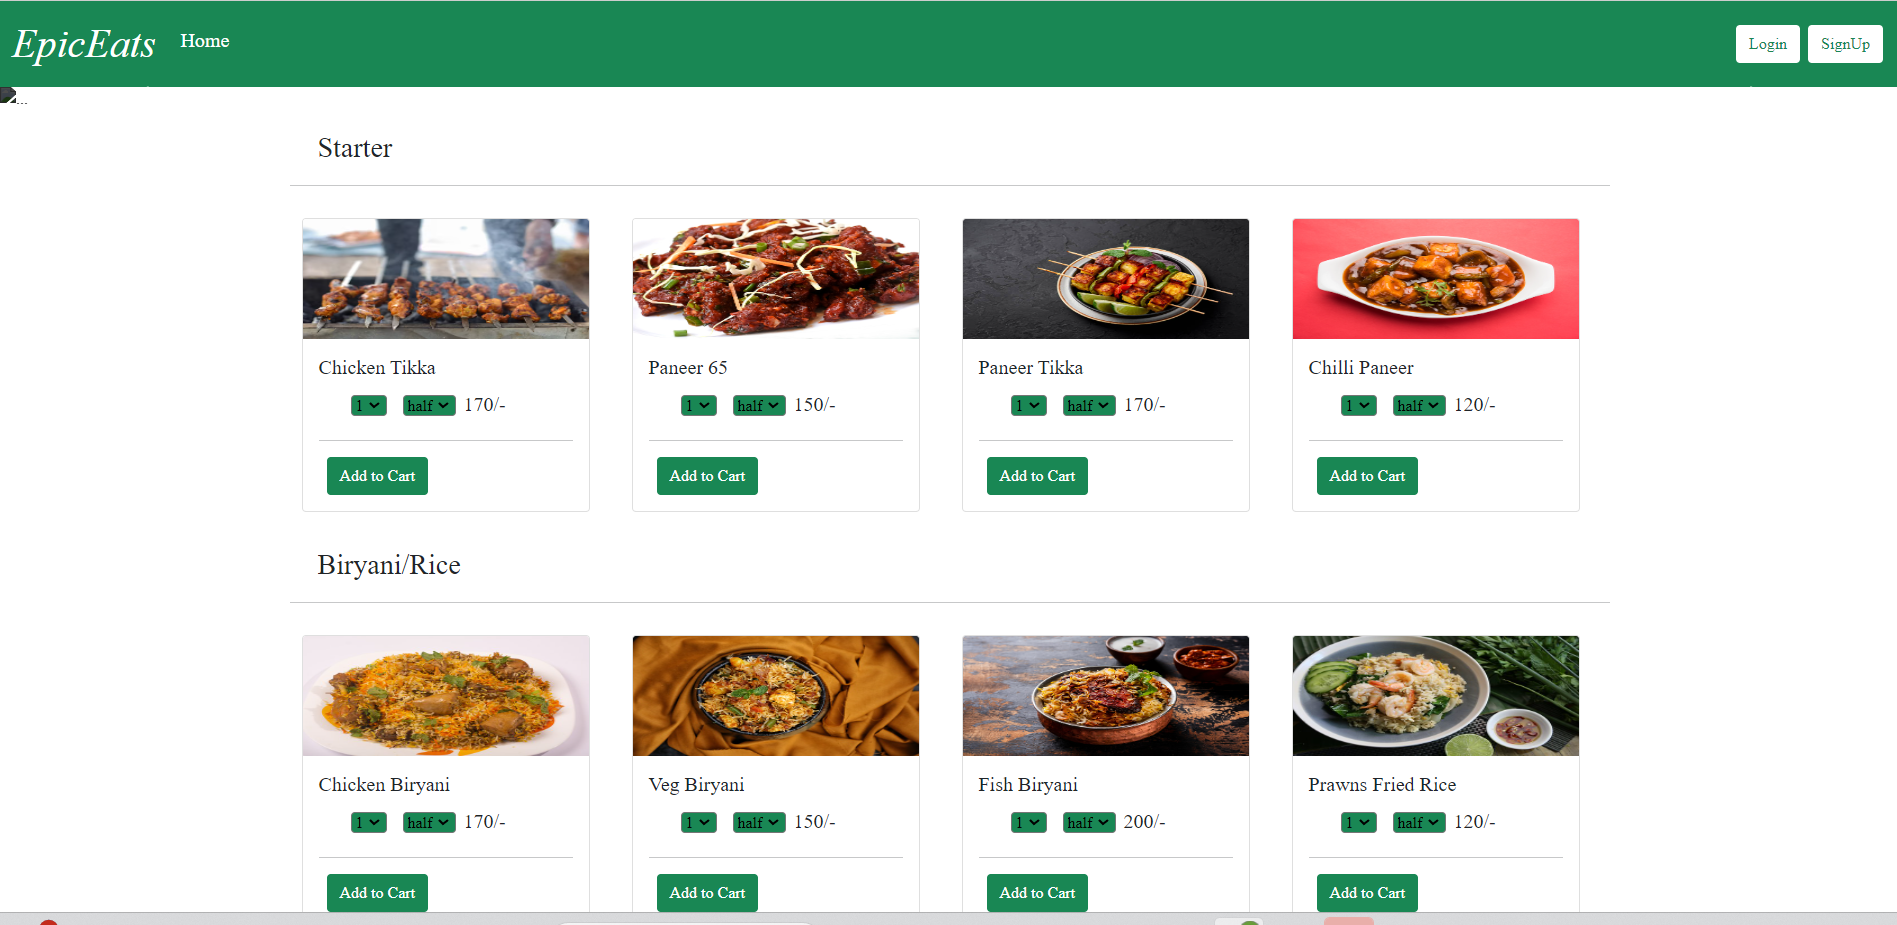 EpicEats Home Login SignUp
...
Starter
Chicken Tikka Paneer 65 Paneer Tikka Chilli Paneer
1 half 170/- 1 half 150/- 1 half 170/- 1 half 120/-
Add to Cart Add to Cart Add to Cart Add to Cart
Biryani/Rice
Chicken Biryani Veg Biryani Fish Biryani Prawns Fried Rice
1 half 170/- 1 half 150/- 1 half 200/- 1 half 120/-
Add to Cart Add to Cart Add to Cart Add to Cart